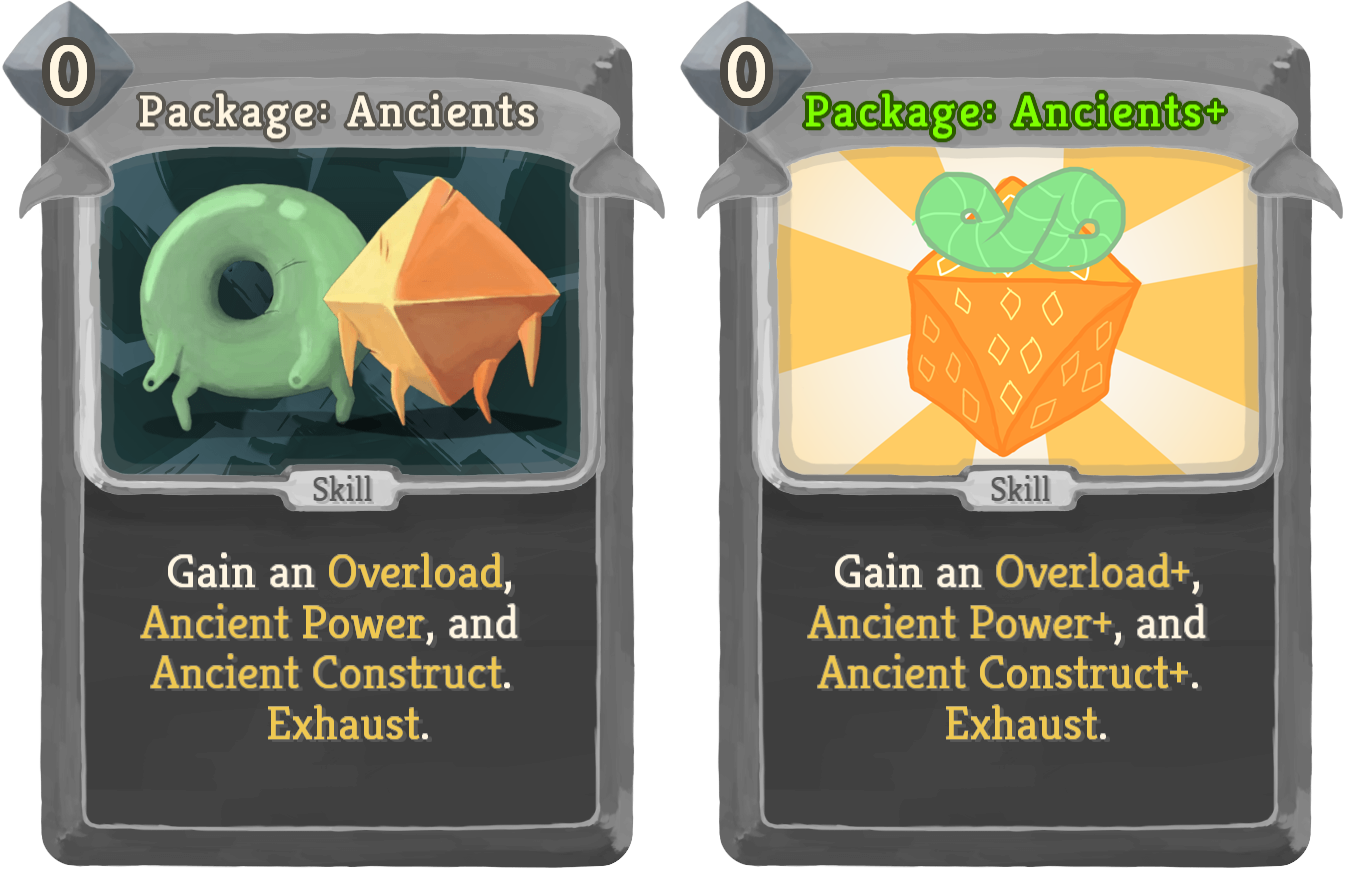 0
Package: Ancients
Skill
Gain an Overload,
Ancient Power, and
Ancient Construct.
Exhaust.
0
Package: Ancients+
Skill
Gain an Overload+,
Ancient Power+, and
Ancient Construct+.
Exhaust.